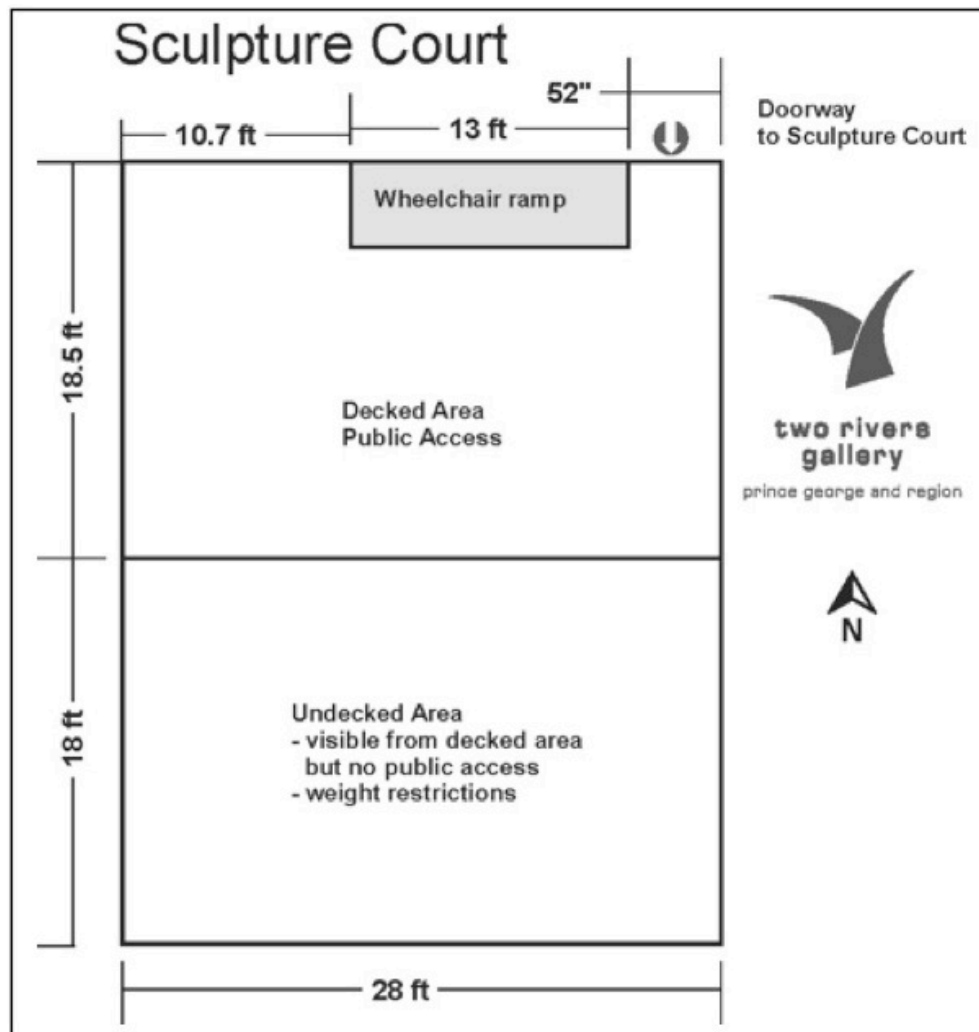 Sculpture Court
52"
10.7 ft
13 ft
Doorway
to Sculpture Court
Wheelchair ramp
18.5 ft
Decked Area
Public Access
two rivers
gallery
prince george and region
N
18 ft
Undecked Area
- visible from decked area
but no public access
- weight restrictions
28 ft